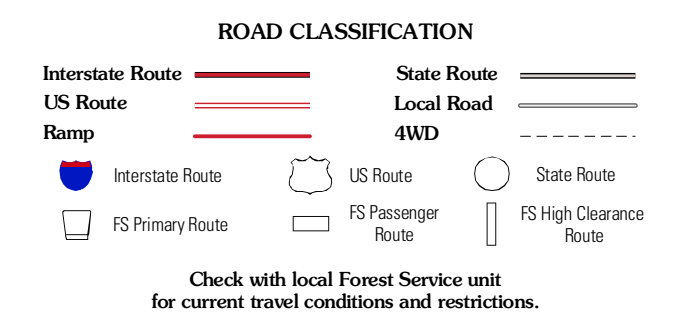 ROAD CLASSIFICATION
Interstate Route
State Route
US Route
Local Road
Ramp
4WD
Interstate Route
US Route
State Route
FS Primary Route
FS Passenger
Route
FS High Clearance
Route
Check with local Forest Service unit
for current travel conditions and restrictions.